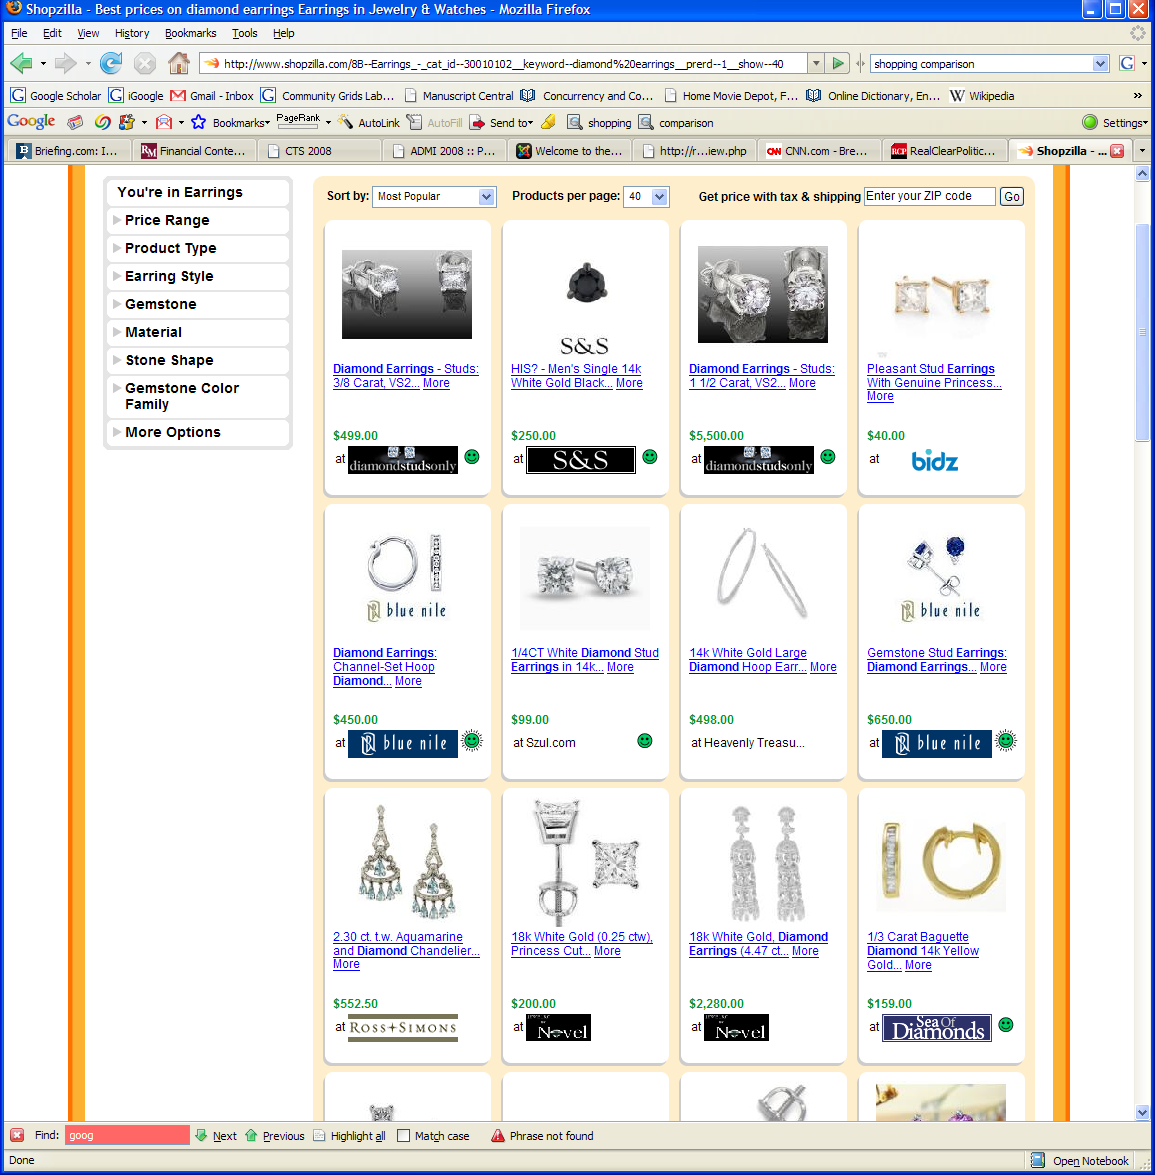 Shopzilla - Best prices on diamond earrings Earrings in Jewelry & Watches - Mozilla Firefox
File Edit View History Bookmarks Tools Help
http://www.shopzilla.com/8B--Earrings_-_cat_id--30010102__keyword--diamond%20earrings__prerd--1__show--40
shopping comparison
Google Scholar iGoogle Gmail - Inbox Community Grids Lab... Manuscript Central Concurrency and Co... Home Movie Depot, F... Online Dictionary, En... Wikipedia »
Google Bookmarks PageRank AutoLink AutoFill Send to shopping comparison Settings
Briefing.com: I... Financial Conte... CTS 2008 ADMI 2008 :: P... Welcome to the... http://r...iew.php CNN.com - Bre... RealClearPolitic... Shopzilla - ...
You're in Earrings
Price Range
Product Type
Earring Style
Gemstone
Material
Stone Shape
Gemstone Color
Family
More Options
Sort by: Most Popular Products per page: 40 Get price with tax & shipping Enter your ZIP code Go
S&S
Diamond Earrings - Studs:
3/8 Carat, VS2... More
$499.00
at diamondstudsonly
HIS? - Men's Single 14k
White Gold Black... More
$250.00
at S&S
Diamond Earrings - Studs:
1 1/2 Carat, VS2... More
$5,500.00
at diamondstudsonly
Pleasant Stud Earrings
With Genuine Princess...
More
$40.00
at bidz
blue nile
Diamond Earrings:
Channel-Set Hoop
Diamond... More
$450.00
at blue nile
1/4CT White Diamond Stud
Earrings in 14k... More
$99.00
at Szul.com
14k White Gold Large
Diamond Hoop Earr... More
$498.00
at Heavenly Treasu...
blue nile
Gemstone Stud Earrings:
Diamond Earrings... More
$650.00
at blue nile
2.30 ct. t.w. Aquamarine
and Diamond Chandelier...
More
$552.50
at ROSS+SIMONS
18k White Gold (0.25 ctw),
Princess Cut... More
$200.00
at Novel
18k White Gold, Diamond
Earrings (4.47 ct... More
$2,280.00
at Novel
1/3 Carat Baguette
Diamond 14k Yellow
Gold... More
$159.00
at Sea Of
Diamonds
Find: goog Next Previous Highlight all Match case Phrase not found
Done Open Notebook